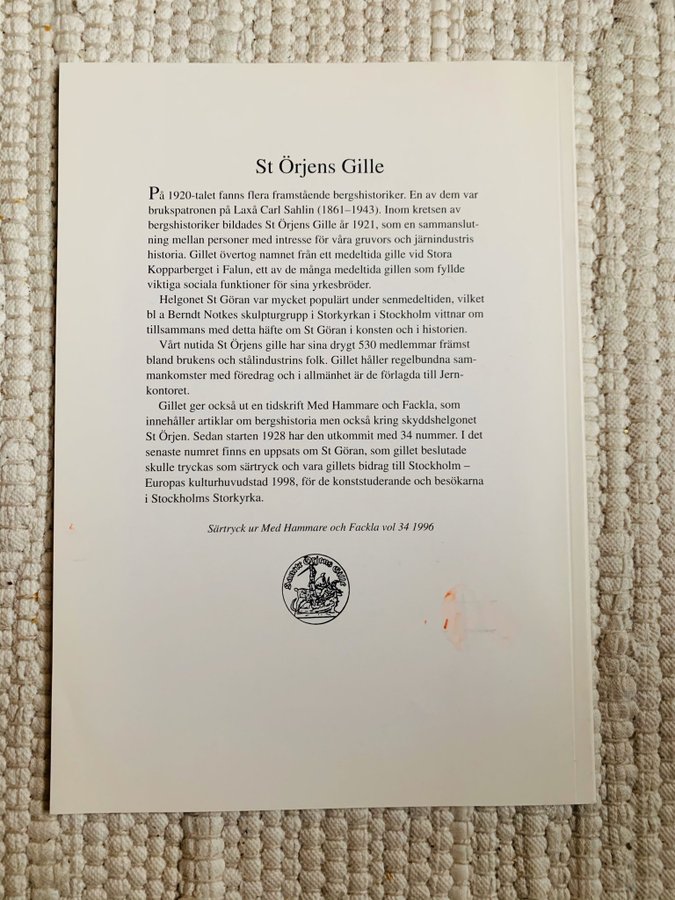 St Örjens Gille
På 1920-talet fanns flera framstående bergshistoriker. En av dem var
brukspatronen på Laxå Carl Sahlin (1861–1943). Inom kretsen av
bergshistoriker bildades St Örjens Gille år 1921, som en sammanslut-
ning mellan personer med intresse för våra gruvors och järnindustris
historia. Gillet övertog namnet från ett medeltida gille vid Stora
Kopparberget i Falun, ett av de många medeltida gillen som fyllde
viktiga sociala funktioner för sina yrkesbröder.
Helgonet St Göran var mycket populärt under senmedeltiden, vilket
bl a Berndt Notkes skulpturgrupp i Storkyrkan i Stockholm vittnar om
tillsammans med detta häfte om St Göran i konsten och i historien.
Vårt nutida St Örjens gille har sina drygt 530 medlemmar främst
bland brukens och stålindustrins folk. Gillet håller regelbundna sam-
mankomster med föredrag och i allmänhet är de förlagda till Jern-
kontoret.
Gillet ger också ut en tidskrift Med Hammare och Fackla, som
innehåller artiklar om bergshistoria men också kring skyddshelgonet
St Örjen. Sedan starten 1928 har den utkommit med 34 nummer. I det
senaste numret finns en uppsats om St Göran, som gillet beslutade
skulle tryckas som särtryck och vara gillets bidrag till Stockholm –
Europas kulturhuvudstad 1998, för de konststuderande och besökarna
i Stockholms Storkyrka.
Särtryck ur Med Hammare och Fackla vol 34 1996
Sancte Örjens Gille